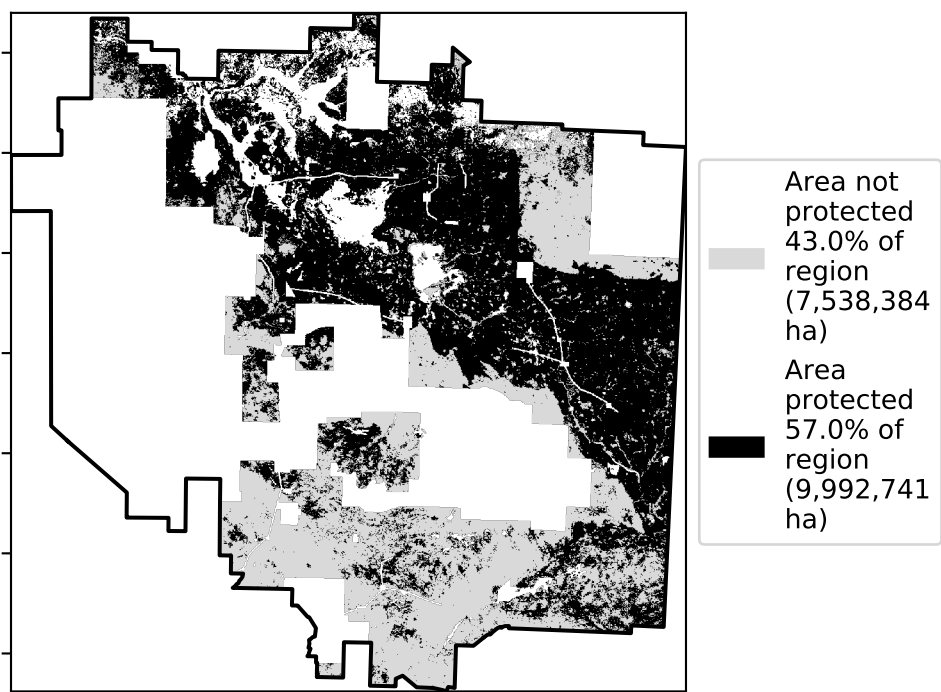 Area not
protected
43.0% of
region
(7,538,384
ha)
Area
protected
57.0% of
region
(9,992,741
ha)